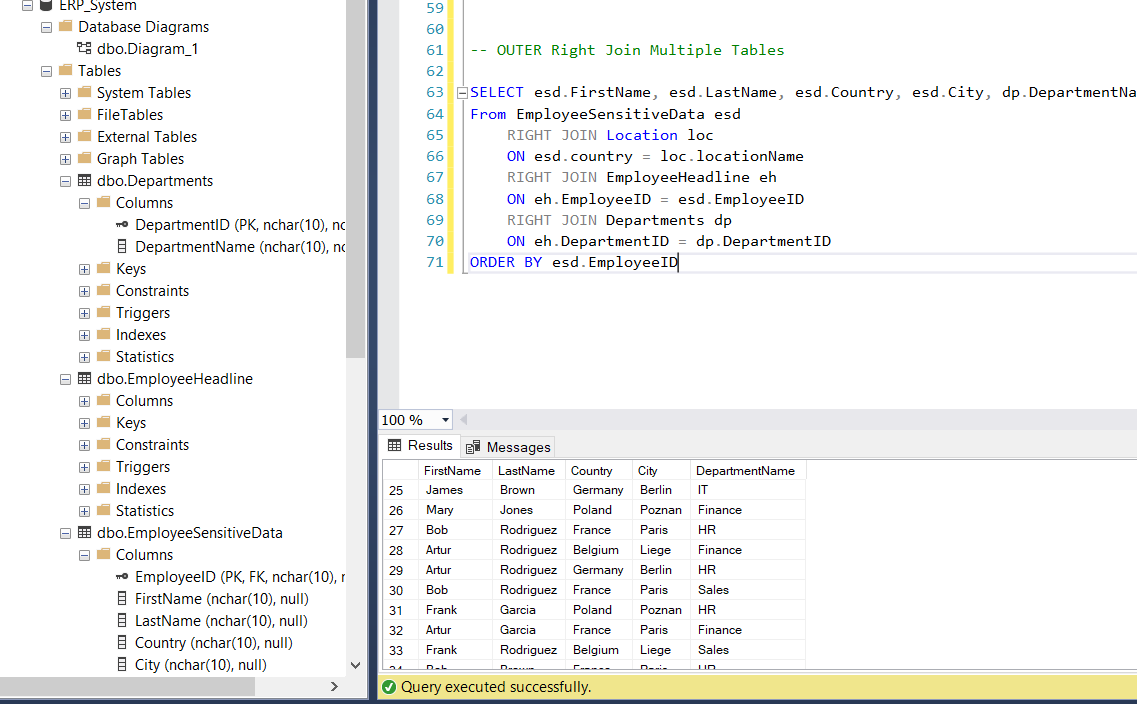 ERP_System
Database Diagrams
dbo.Diagram_1
Tables
System Tables
FileTables
External Tables
Graph Tables
dbo.Departments
Columns
DepartmentID (PK, nchar(10), nc
DepartmentName (nchar(10), nc
Keys
Constraints
Triggers
Indexes
Statistics
dbo.EmployeeHeadline
Columns
Keys
Constraints
Triggers
Indexes
Statistics
dbo.EmployeeSensitiveData
Columns
EmployeeID (PK, FK, nchar(10), r
FirstName (nchar(10), null)
LastName (nchar(10), null)
Country (nchar(10), null)
City (nchar(10), null)
59
60
61 -- OUTER Right Join Multiple Tables
62
63 SELECT esd.FirstName, esd.LastName, esd.Country, esd.City, dp.DepartmentNa
64 From EmployeeSensitiveData esd
65 RIGHT JOIN Location loc
66 ON esd.country = loc.locationName
67 RIGHT JOIN EmployeeHeadline eh
68 ON eh.EmployeeID = esd.EmployeeID
69 RIGHT JOIN Departments dp
70 ON eh.DepartmentID = dp.DepartmentID
71 ORDER BY esd.EmployeeID
100 %
Results Messages
FirstName LastName Country City DepartmentName
25 James Brown Germany Berlin IT
26 Mary Jones Poland Poznan Finance
27 Bob Rodriguez France Paris HR
28 Artur Rodriguez Belgium Liege Finance
29 Artur Rodriguez Germany Berlin HR
30 Bob Rodriguez France Paris Sales
31 Frank Garcia Poland Poznan HR
32 Artur Garcia France Paris Finance
33 Frank Rodriguez Belgium Liege Sales
34 Bob Brown France Paris HR
Query executed successfully.